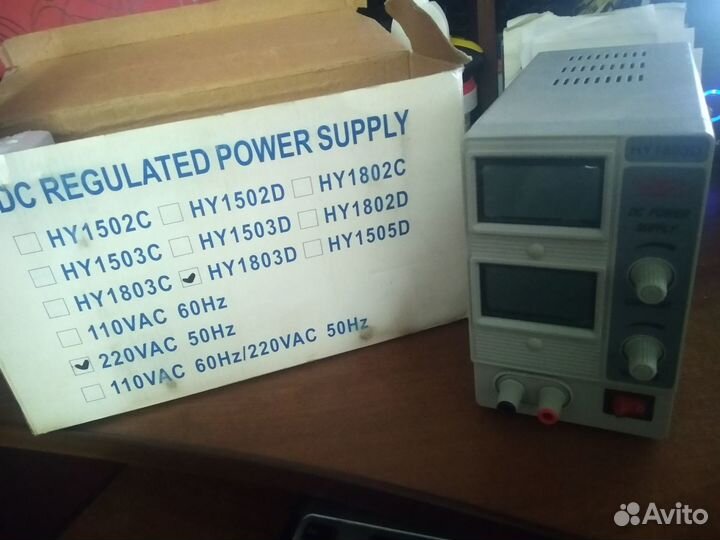 DC REGULATED POWER SUPPLY
HY1502C HY1502D HY1802C
HY1503C HY1503D HY1802D
HY1803C HY1803D HY1505D
110VAC 60Hz
220VAC 50Hz
110VAC 60Hz/220VAC 50Hz
HY1803D
DC POWER
SUPPLY
Avito